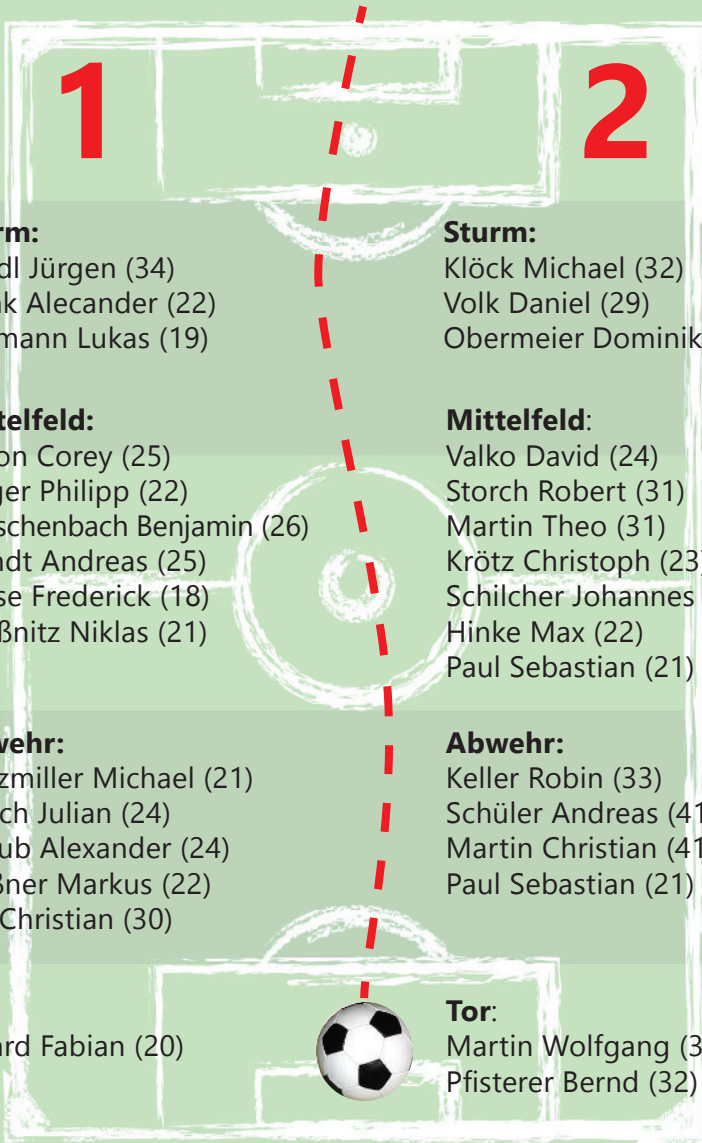 1
Jürgen (34)
Alecander (22)
Lukas (19)
Corey (25)
Philipp (22)
Benjamin (26)
Andreas (25)
Frederick (18)
Niklas (21)
Michael (21)
Julian (24)
Alexander (24)
Markus (22)
Christian (30)
Fabian (20)
2
Sturm:
Klöck Michael (32)
Volk Daniel (29)
Obermeier Dominik
Mittelfeld:
Valko David (24)
Storch Robert (31)
Martin Theo (31)
Krötz Christoph (23)
Schilcher Johannes
Hinke Max (22)
Paul Sebastian (21)
Abwehr:
Keller Robin (33)
Schüler Andreas (41
Martin Christian (41
Paul Sebastian (21)
Tor:
Martin Wolfgang
Pfisterer Bernd (32)